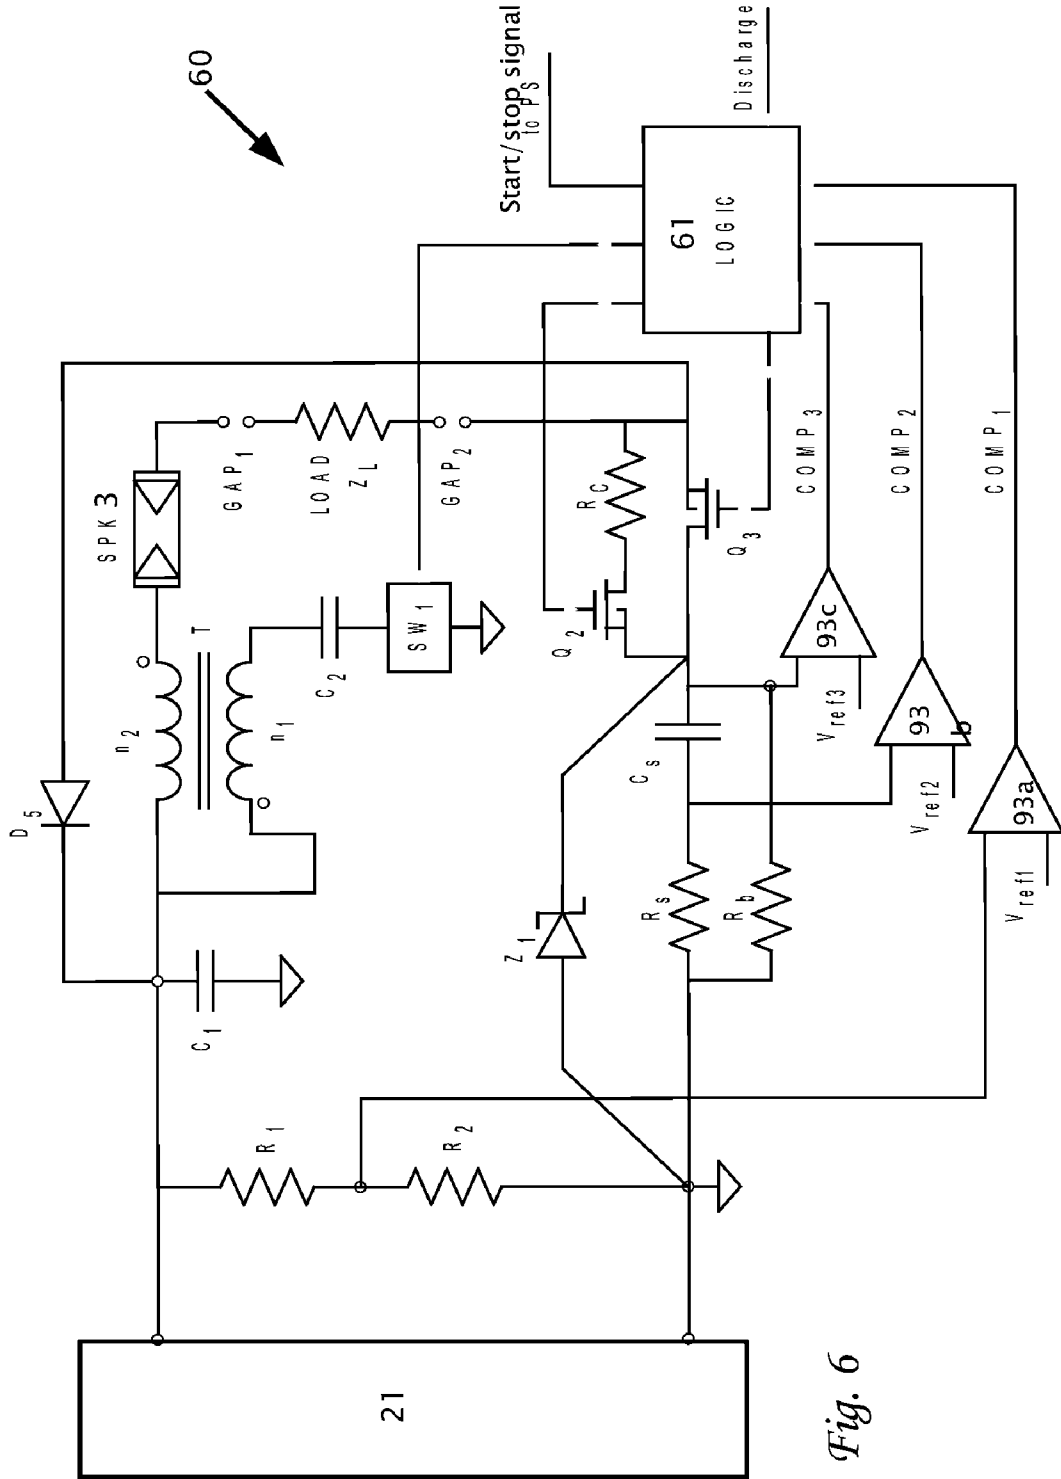 60
D5
SPK3
n2
T
n1
C1
C2
SW1
GAP1
LOAD
ZL
GAP2
R1
R2
Start/stop signal
to PS
Discharge
61
LOGIC
RC
Q2
Q3
Z1
Cs
Rs
Rb
COMP3
COMP2
COMP1
93c
93b
93a
Vref3
Vref2
Vref1
21
Fig. 6